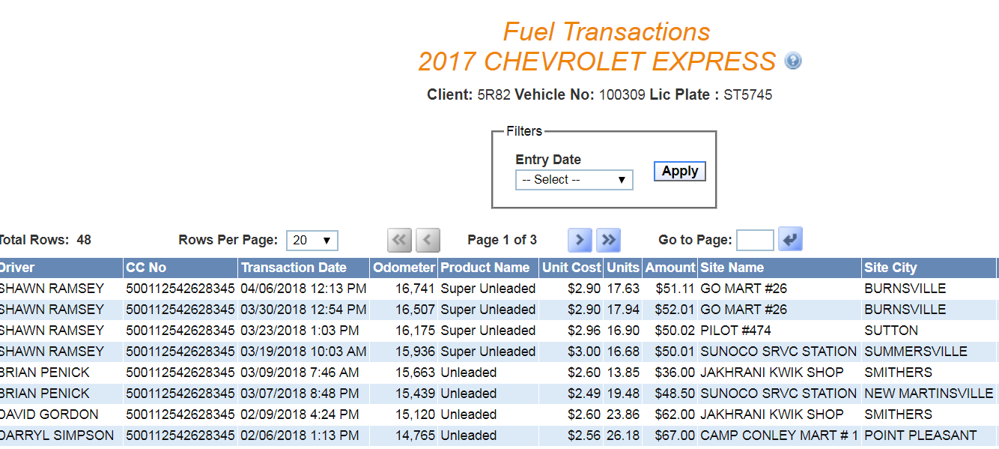 Fuel Transactions
2017 CHEVROLET EXPRESS ?
Client: 5R82 Vehicle No: 100309 Lic Plate : ST5745
Filters
Entry Date
-- Select -- Apply
Total Rows: 48 Rows Per Page: 20 Page 1 of 3 Go to Page:
Driver CC No Transaction Date Odometer Product Name Unit Cost Units Amount Site Name Site City
SHAWN RAMSEY 500112542628345 04/06/2018 12:13 PM 16,741 Super Unleaded $2.90 17.63 $51.11 GO MART #26 BURNSVILLE
SHAWN RAMSEY 500112542628345 03/30/2018 12:54 PM 16,507 Super Unleaded $2.90 17.94 $52.01 GO MART #26 BURNSVILLE
SHAWN RAMSEY 500112542628345 03/23/2018 1:03 PM 16,175 Super Unleaded $2.96 16.90 $50.02 PILOT #474 SUTTON
SHAWN RAMSEY 500112542628345 03/19/2018 10:03 AM 15,936 Super Unleaded $3.00 16.68 $50.01 SUNOCO SRVC STATION SUMMERSVILLE
BRIAN PENICK 500112542628345 03/09/2018 7:46 AM 15,663 Unleaded $2.60 13.85 $36.00 JAKHRANI KWIK SHOP SMITHERS
BRIAN PENICK 500112542628345 03/07/2018 8:48 PM 15,439 Unleaded $2.49 19.48 $48.50 SUNOCO SRVC STATION NEW MARTINSVILLE
DAVID GORDON 500112542628345 02/09/2018 4:24 PM 15,120 Unleaded $2.60 23.86 $62.00 JAKHRANI KWIK SHOP SMITHERS
DARRYL SIMPSON 500112542628345 02/06/2018 1:13 PM 14,765 Unleaded $2.56 26.18 $67.00 CAMP CONLEY MART # 1 POINT PLEASANT